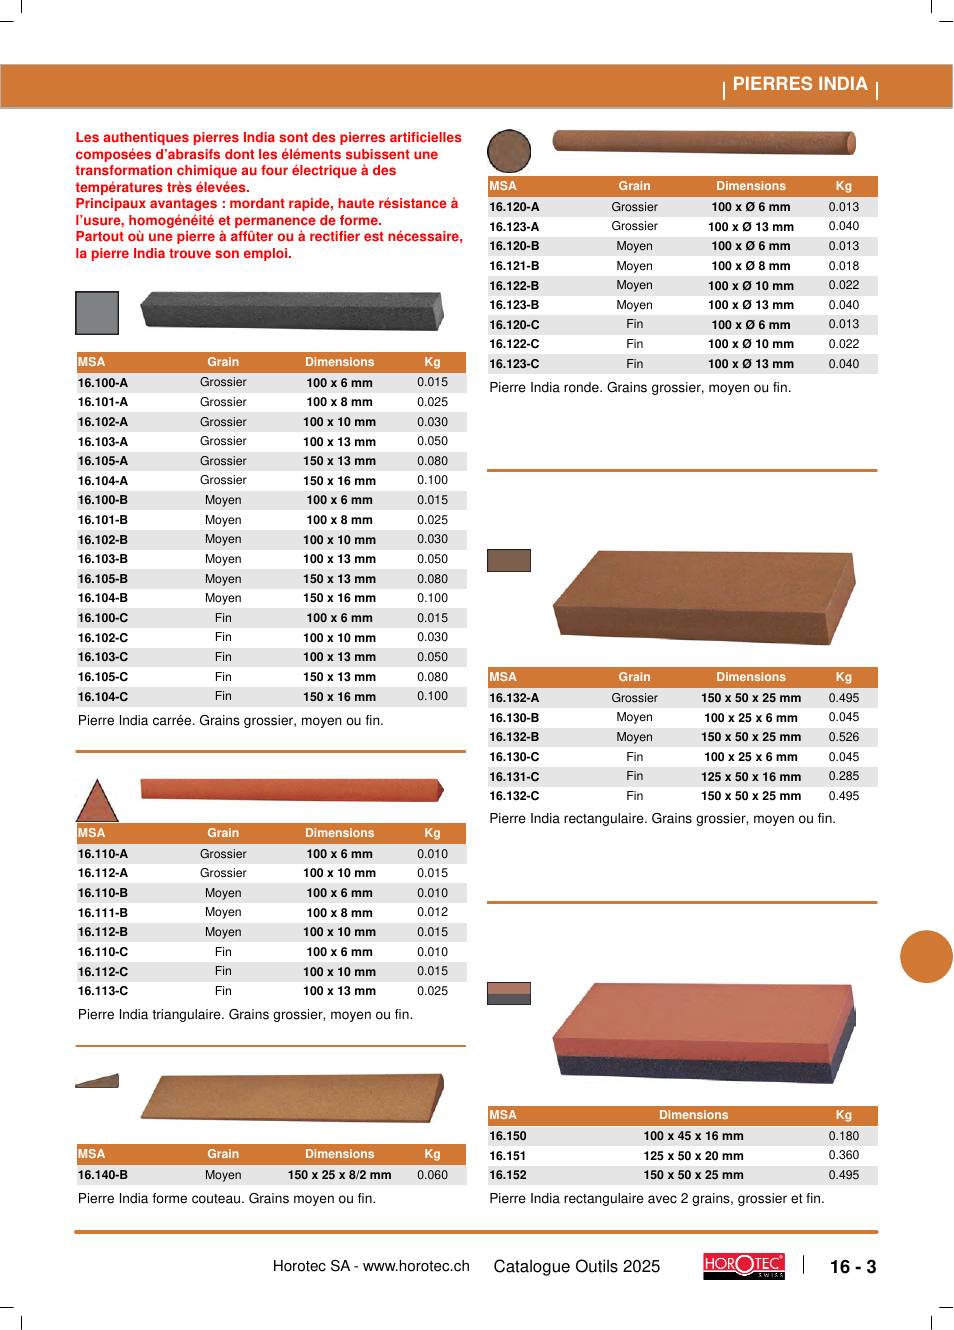 PIERRES INDIA
Les authentiques pierres India sont des pierres artificielles
composées d'abrasifs dont les éléments subissent une
transformation chimique au four électrique à des
températures très élevées.
Principaux avantages : mordant rapide, haute résistance à
l'usure, homogénéité et permanence de forme.
Partout où une pierre à affûter ou à rectifier est nécessaire,
la pierre India trouve son emploi.
MSA Grain Dimensions Kg
16.100-A Grossier 100 x 6 mm 0.015
16.101-A Grossier 100 x 8 mm 0.025
16.102-A Grossier 100 x 10 mm 0.030
16.103-A Grossier 100 x 13 mm 0.050
16.105-A Grossier 150 x 13 mm 0.080
16.104-A Grossier 150 x 16 mm 0.100
16.100-B Moyen 100 x 6 mm 0.015
16.101-B Moyen 100 x 8 mm 0.025
16.102-B Moyen 100 x 10 mm 0.030
16.103-B Moyen 100 x 13 mm 0.050
16.105-B Moyen 150 x 13 mm 0.080
16.104-B Moyen 150 x 16 mm 0.100
16.100-C Fin 100 x 6 mm 0.015
16.102-C Fin 100 x 10 mm 0.030
16.103-C Fin 100 x 13 mm 0.050
16.105-C Fin 150 x 13 mm 0.080
16.104-C Fin 150 x 16 mm 0.100
Pierre India carrée. Grains grossier, moyen ou fin.
MSA Grain Dimensions Kg
16.110-A Grossier 100 x 6 mm 0.010
16.112-A Grossier 100 x 10 mm 0.015
16.110-B Moyen 100 x 6 mm 0.010
16.111-B Moyen 100 x 8 mm 0.012
16.112-B Moyen 100 x 10 mm 0.015
16.110-C Fin 100 x 6 mm 0.010
16.112-C Fin 100 x 10 mm 0.015
16.113-C Fin 100 x 13 mm 0.025
Pierre India triangulaire. Grains grossier, moyen ou fin.
MSA Grain Dimensions Kg
16.140-B Moyen 150 x 25 x 8/2 mm 0.060
Pierre India forme couteau. Grains moyen ou fin.
MSA Grain Dimensions Kg
16.120-A Grossier 100 x Ø 6 mm 0.013
16.123-A Grossier 100 x Ø 13 mm 0.040
16.120-B Moyen 100 x Ø 6 mm 0.013
16.121-B Moyen 100 x Ø 8 mm 0.018
16.122-B Moyen 100 x Ø 10 mm 0.022
16.123-B Moyen 100 x Ø 13 mm 0.040
16.120-C Fin 100 x Ø 6 mm 0.013
16.122-C Fin 100 x Ø 10 mm 0.022
16.123-C Fin 100 x Ø 13 mm 0.040
Pierre India ronde. Grains grossier, moyen ou fin.
MSA Grain Dimensions Kg
16.132-A Grossier 150 x 50 x 25 mm 0.495
16.130-B Moyen 100 x 25 x 6 mm 0.045
16.132-B Moyen 150 x 50 x 25 mm 0.526
16.130-C Fin 100 x 25 x 6 mm 0.045
16.131-C Fin 125 x 50 x 16 mm 0.285
16.132-C Fin 150 x 50 x 25 mm 0.495
Pierre India rectangulaire. Grains grossier, moyen ou fin.
MSA Dimensions Kg
16.150 100 x 45 x 16 mm 0.180
16.151 125 x 50 x 20 mm 0.360
16.152 150 x 50 x 25 mm 0.495
Pierre India rectangulaire avec 2 grains, grossier et fin.
Horotec SA - www.horotec.ch Catalogue Outils 2025 HOROTEC 16 - 3
SWISS